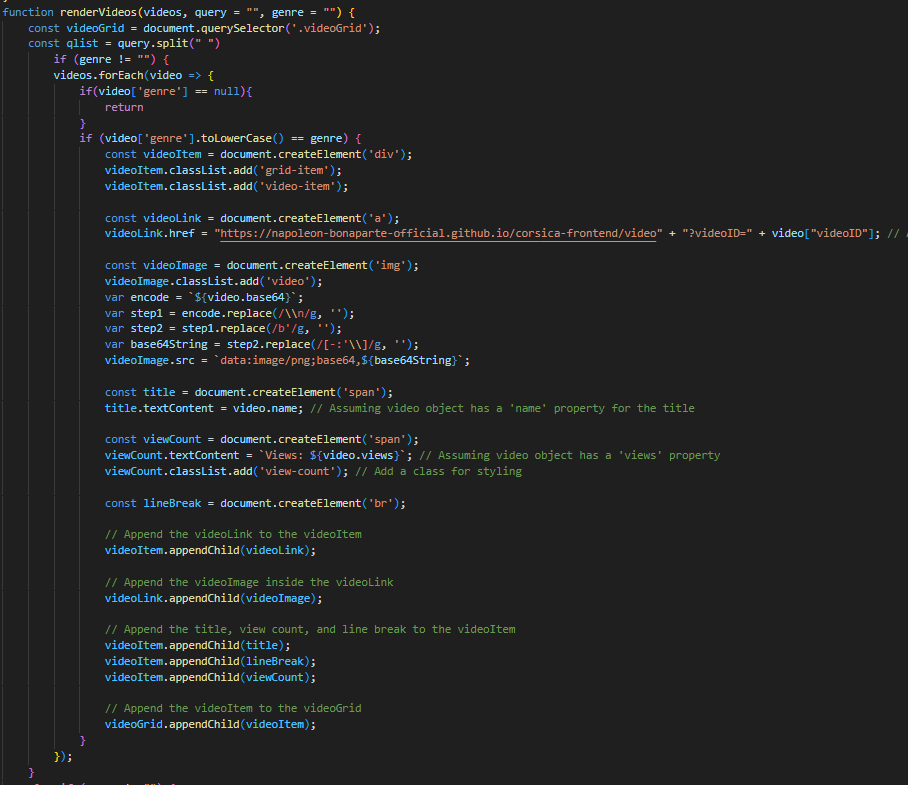 function renderVideos(videos, query = "", genre = "") {
const videoGrid = document.querySelector('.videoGrid');
const qlist = query.split(" ")
if (genre != "") {
videos.forEach(video => {
if(video['genre'] == null){
return
}
if (video['genre'].toLowerCase() == genre) {
const videoItem = document.createElement('div');
videoItem.classList.add('grid-item');
videoItem.classList.add('video-item');
const videoLink = document.createElement('a');
videoLink.href = "https://napoleon-bonaparte-official.github.io/corsica-frontend/video" + "?videoID=" + video["videoID"]; //
const videoImage = document.createElement('img');
videoImage.classList.add('video');
var encode = `${video.base64}`;
var step1 = encode.replace(/\\n/g, '');
var step2 = step1.replace(/b'/g, '');
var base64String = step2.replace(/[-:'\\]/g, '');
videoImage.src = `data:image/png;base64,${base64String}`;
const title = document.createElement('span');
title.textContent = video.name; // Assuming video object has a 'name' property for the title
const viewCount = document.createElement('span');
viewCount.textContent = `Views: ${video.views}`; // Assuming video object has a 'views' property
viewCount.classList.add('view-count'); // Add a class for styling
const lineBreak = document.createElement('br');
// Append the videoLink to the videoItem
videoItem.appendChild(videoLink);
// Append the videoImage inside the videoLink
videoLink.appendChild(videoImage);
// Append the title, view count, and line break to the videoItem
videoItem.appendChild(title);
videoItem.appendChild(lineBreak);
videoItem.appendChild(viewCount);
// Append the videoItem to the videoGrid
videoGrid.appendChild(videoItem);
}
});
}